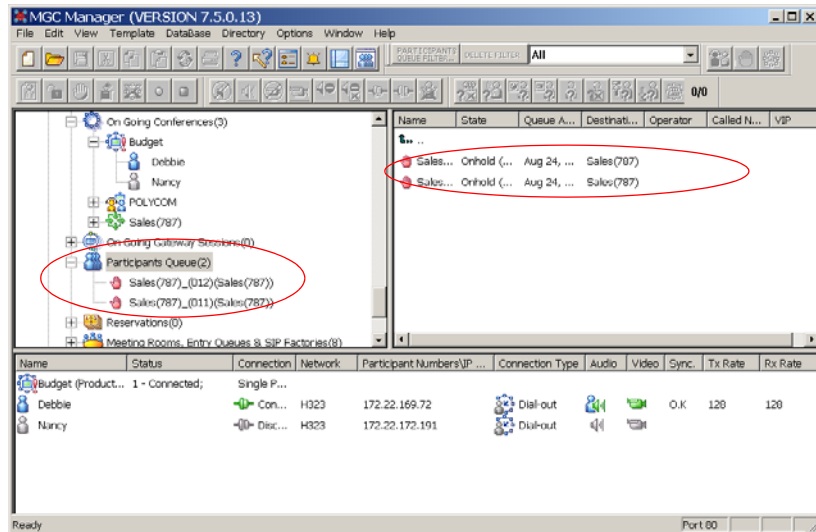 MGC Manager (VERSION 7.5.0.13)
File Edit View Template DataBase Directory Options Window Help
PARTICIPANTS QUEUE FILTER... DELETE FILTER All
0/0
On Going Conferences(3)
Budget
Debbie
Nancy
POLYCOM
Sales(787)
On Going Gateway Sessions(0)
Participants Queue(2)
Sales(787)_(012)(Sales(787))
Sales(787)_(011)(Sales(787))
Reservations(0)
Meeting Rooms, Entry Queues & SIP Factories(8)
Name State Queue A... Destinati... Operator Called N... VIP
..
Sales... Onhold (... Aug 24, ... Sales(787)
Sales... Onhold (... Aug 24, ... Sales(787)
Name Status Connection Network Participant Numbers\IP ... Connection Type Audio Video Sync. Tx Rate Rx Rate
Budget (Product... 1 - Connected; Single P...
Debbie Con... H323 172.22.169.72 Dial-out O.K 128 128
Nancy Disc... H323 172.22.172.191 Dial-out
Ready Port 80